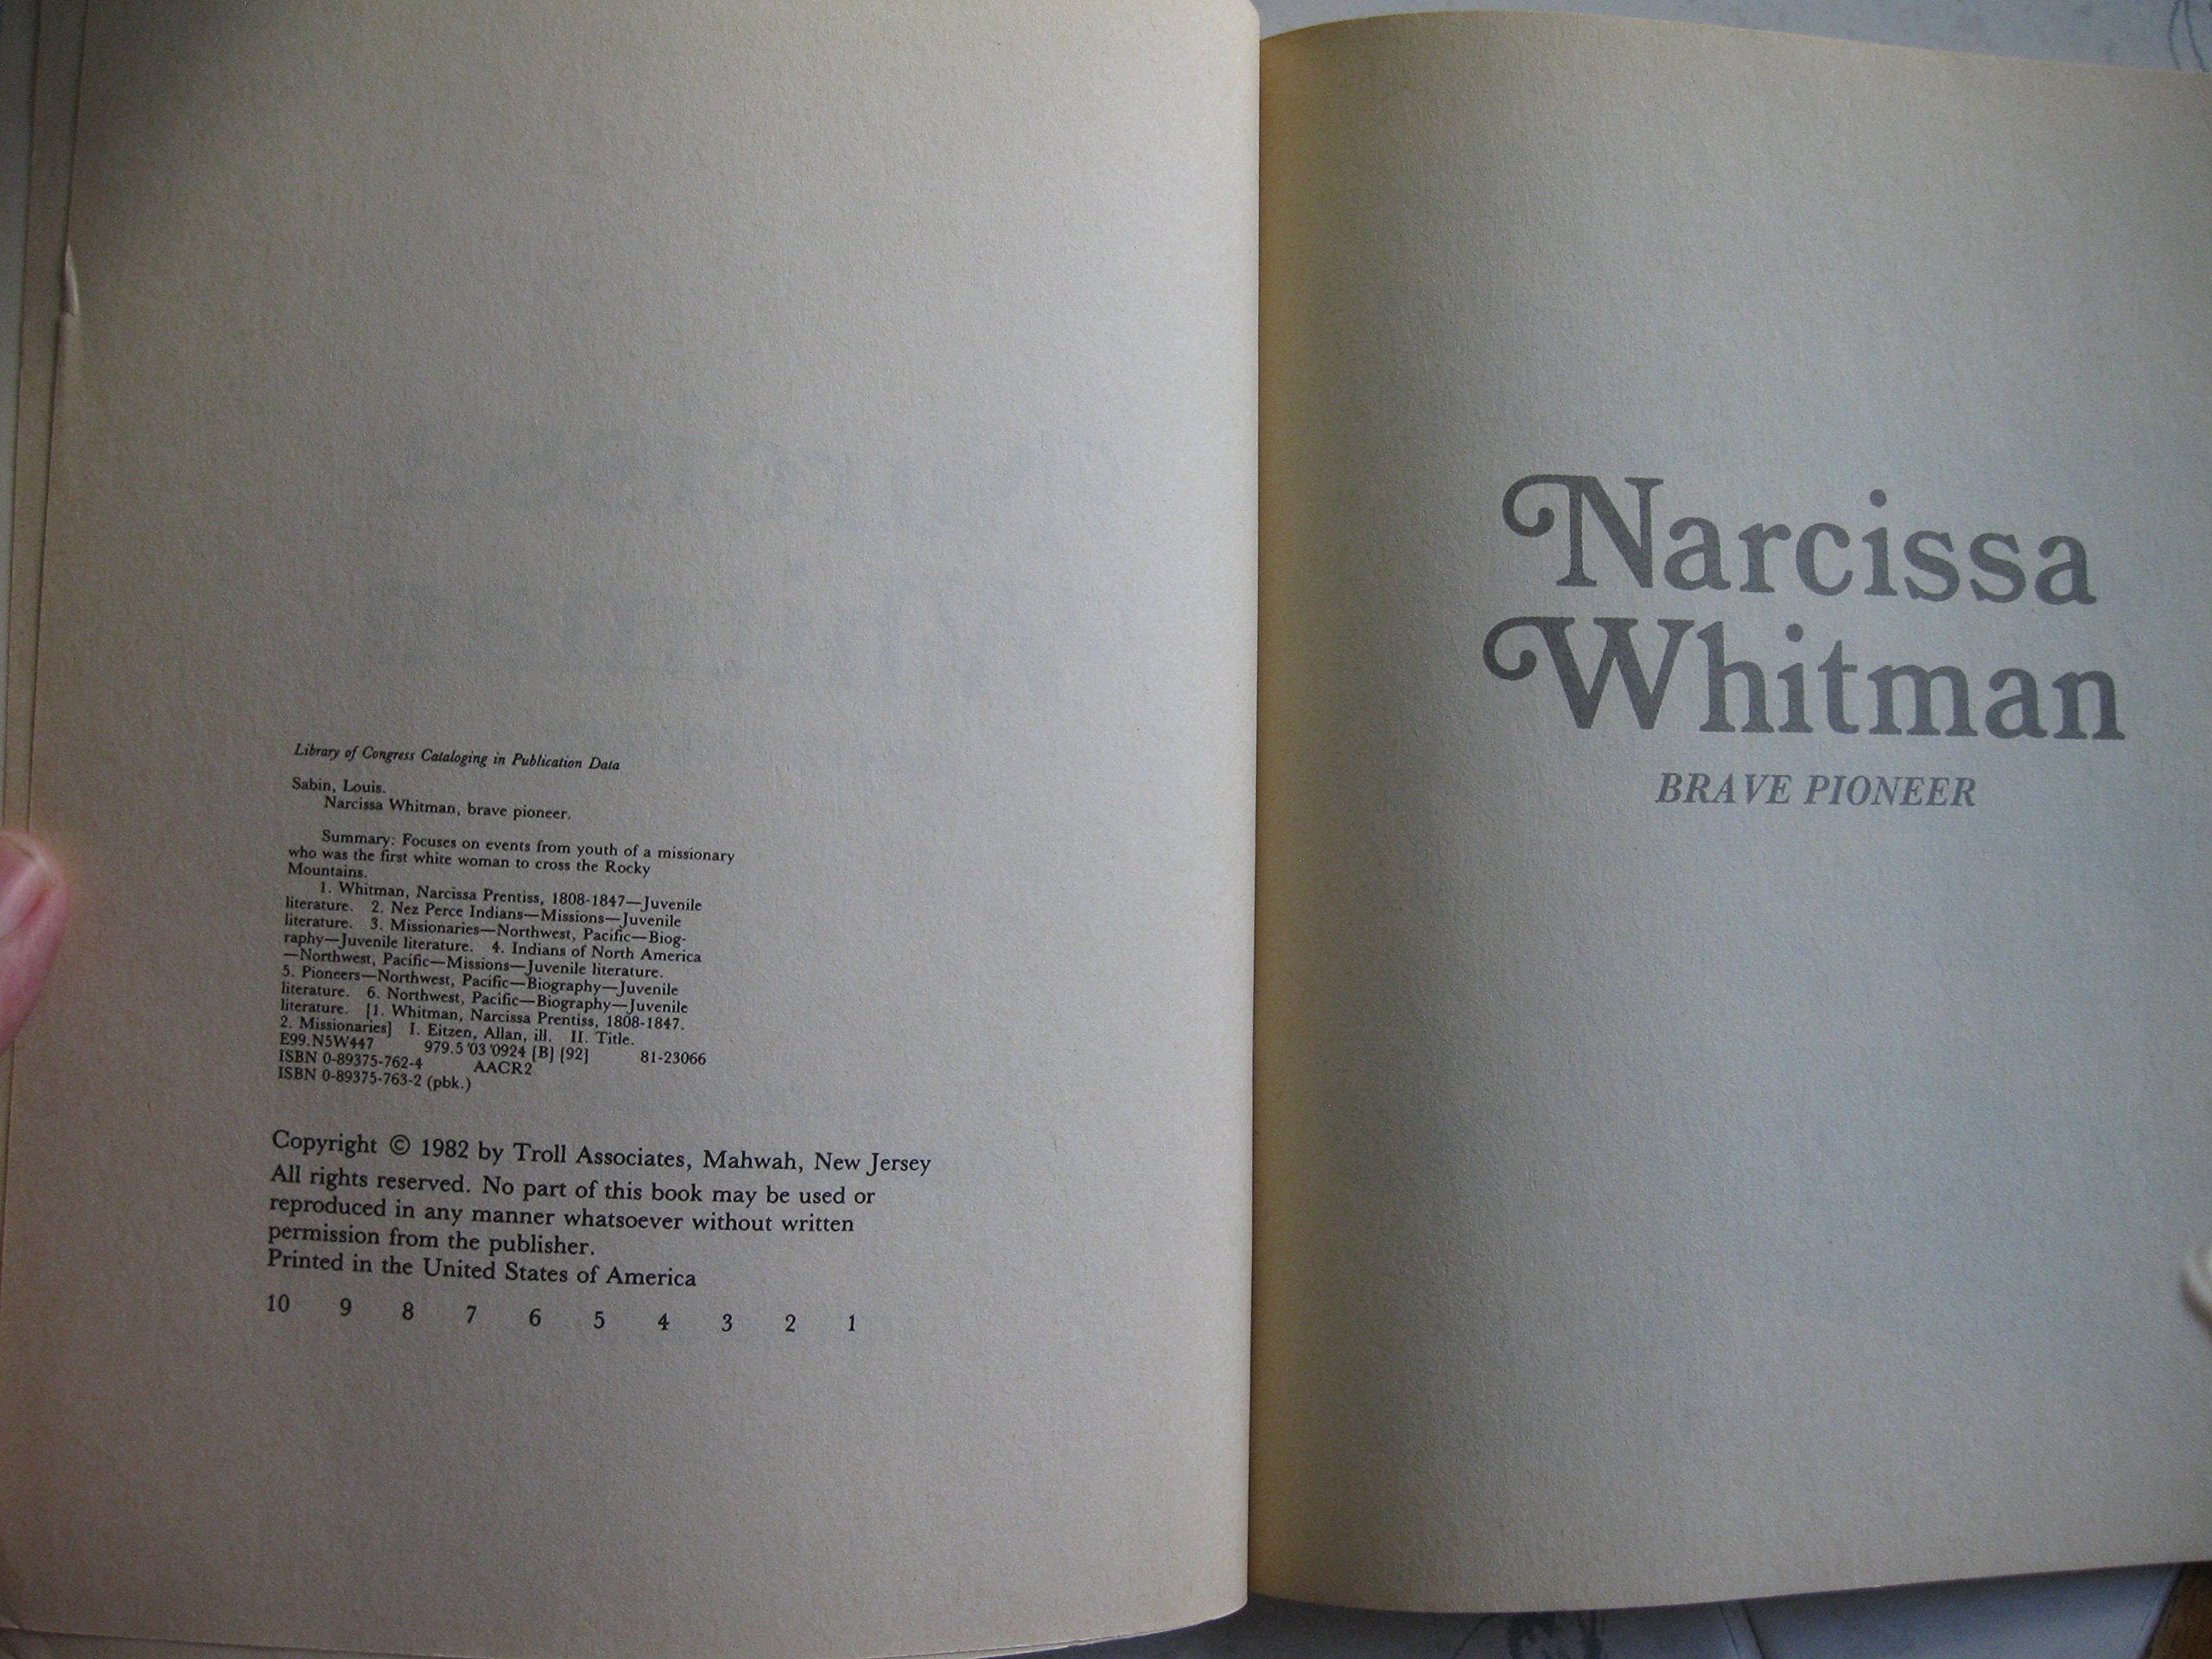 Library of Congress Cataloging in Publication Data
Sabin, Louis.
Narcissa Whitman, brave pioneer.
Summary: Focuses on events from youth of a missionary
who was the first white woman to cross the Rocky
Mountains.
1. Whitman, Narcissa Prentiss, 1808-1847—Juvenile
literature. 2. Nez Perce Indians—Missions—Juvenile
literature. 3. Missionaries—Northwest, Pacific—Biog-
raphy—Juvenile literature. 4. Indians of North America
—Northwest, Pacific—Missions—Juvenile literature.
5. Pioneers—Northwest, Pacific—Biography—Juvenile
literature. 6. Northwest, Pacific—Biography—Juvenile
literature. [1. Whitman, Narcissa Prentiss, 1808-1847.
2. Missionaries] I. Eitzen, Allan, ill. II. Title.
E99.N5W447 979.5'03'0924 [B] [92] 81-23066
ISBN 0-89375-762-4 AACR2
ISBN 0-89375-763-2 (pbk.)
Copyright © 1982 by Troll Associates, Mahwah, New Jersey
All rights reserved. No part of this book may be used or
reproduced in any manner whatsoever without written
permission from the publisher.
Printed in the United States of America
10 9 8 7 6 5 4 3 2 1
Narcissa
Whitman
BRAVE PIONEER